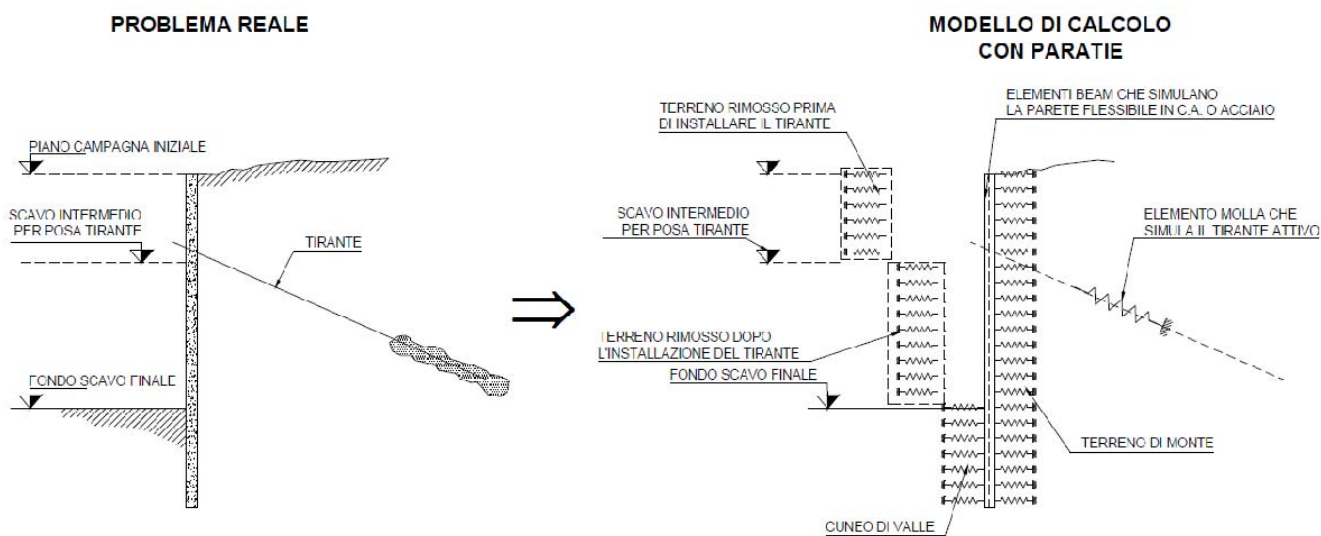 PROBLEMA REALE
PIANO CAMPAGNA INIZIALE
SCAVO INTERMEDIO
PER POSA TIRANTE
TIRANTE
FONDO SCAVO FINALE
MODELLO DI CALCOLO
CON PARATIE
TERRENO RIMOSSO PRIMA
DI INSTALLARE IL TIRANTE
ELEMENTI BEAM CHE SIMULANO
LA PARETE FLESSIBILE IN C.A. O ACCIAIO
SCAVO INTERMEDIO
PER POSA TIRANTE
ELEMENTO MOLLA CHE
SIMULA IL TIRANTE ATTIVO
TERRENO RIMOSSO DOPO
L'INSTALLAZIONE DEL TIRANTE
FONDO SCAVO FINALE
TERRENO DI MONTE
CUNEO DI VALLE